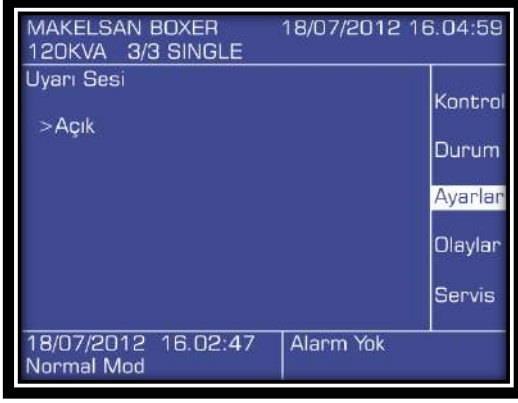 MAKELSAN BOXER 18/07/2012 16.04:59
120KVA 3/3 SINGLE
Uyarı Sesi
>Açık
Kontrol
Durum
Ayarlar
Olaylar
Servis
18/07/2012 16.02:47
Normal Mod
Alarm Yok